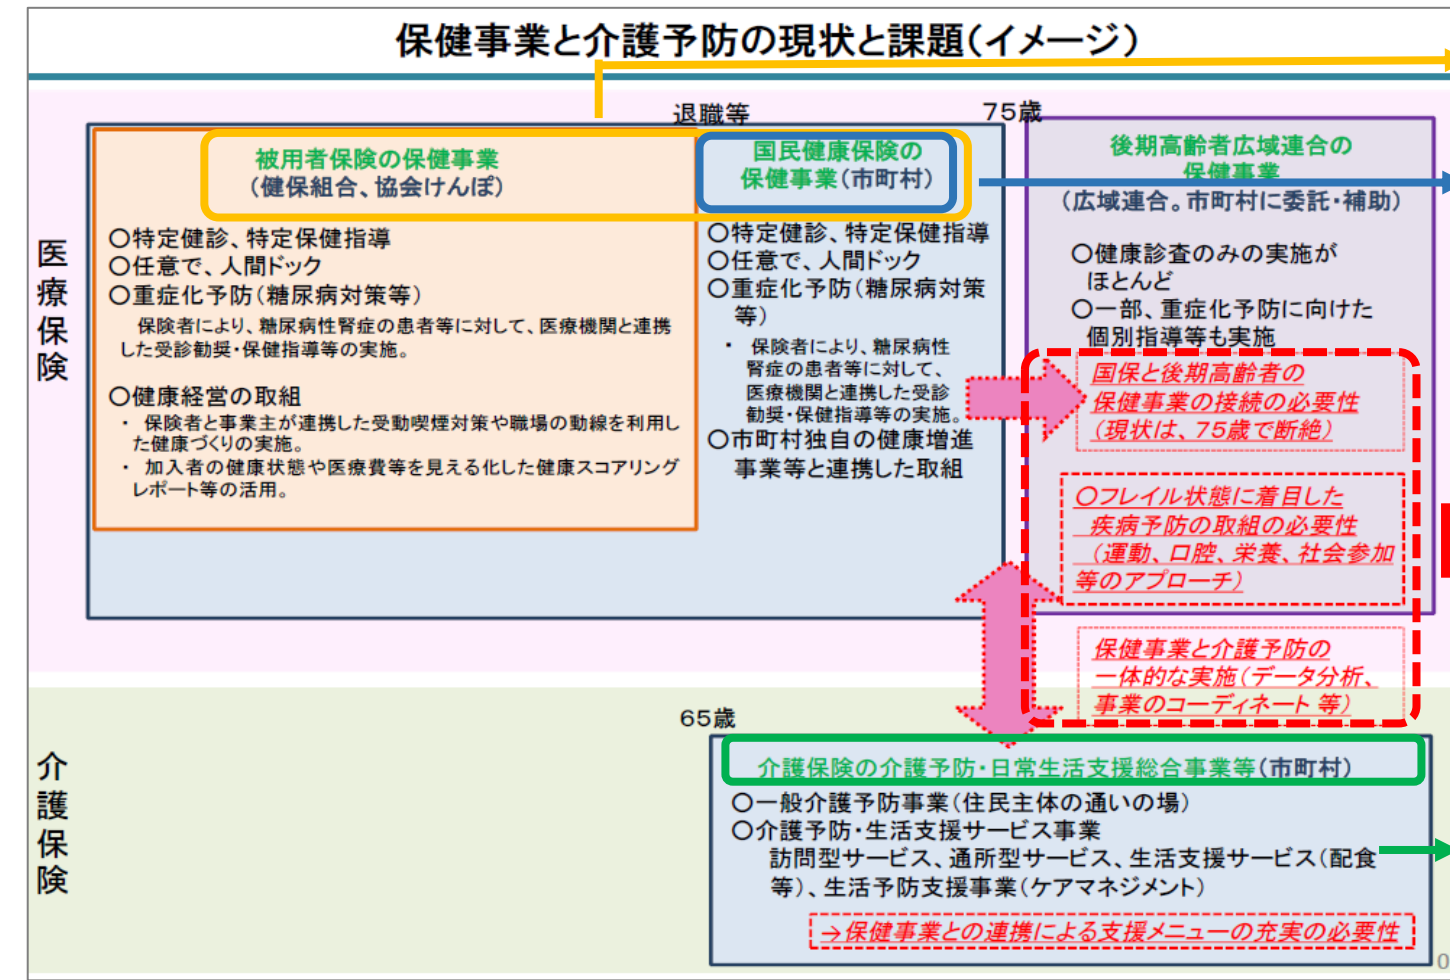 保健事業と介護予防の現状と課題(イメージ)
退職等
75歳
医療保険
被用者保険の保健事業
(健保組合、協会けんぽ)
〇特定健診、特定保健指導
〇任意で、人間ドック
〇重症化予防(糖尿病対策等)
保険者により、糖尿病性腎症の患者等に対して、医療機関と連携
した受診勧奨・保健指導等の実施。
〇健康経営の取組
・ 保険者と事業主が連携した受動喫煙対策や職場の動線を利用し
た健康づくりの実施。
・ 加入者の健康状態や医療費等を見える化した健康スコアリング
レポート等の活用。
国民健康保険の
保健事業(市町村)
〇特定健診、特定保健指導
〇任意で、人間ドック
〇重症化予防(糖尿病対策
等)
・ 保険者により、糖尿病性
腎症の患者等に対して、
医療機関と連携した受診
勧奨・保健指導等の実施。
〇市町村独自の健康増進
事業等と連携した取組
後期高齢者広域連合の
保健事業
(広域連合。市町村に委託・補助)
〇健康診査のみの実施が
ほとんど
〇一部、重症化予防に向けた
個別指導等も実施
国保と後期高齢者の
保健事業の接続の必要性
(現状は、75歳で断絶)
〇フレイル状態に着目した
疾病予防の取組の必要性
(運動、口腔、栄養、社会参加
等のアプローチ)
保健事業と介護予防の
一体的な実施(データ分析、
事業のコーディネート 等)
介護保険
65歳
介護保険の介護予防・日常生活支援総合事業等(市町村)
〇一般介護予防事業(住民主体の通いの場)
〇介護予防・生活支援サービス事業
訪問型サービス、通所型サービス、生活支援サービス(配食
等)、生活予防支援事業(ケアマネジメント)
→保健事業との連携による支援メニューの充実の必要性
0